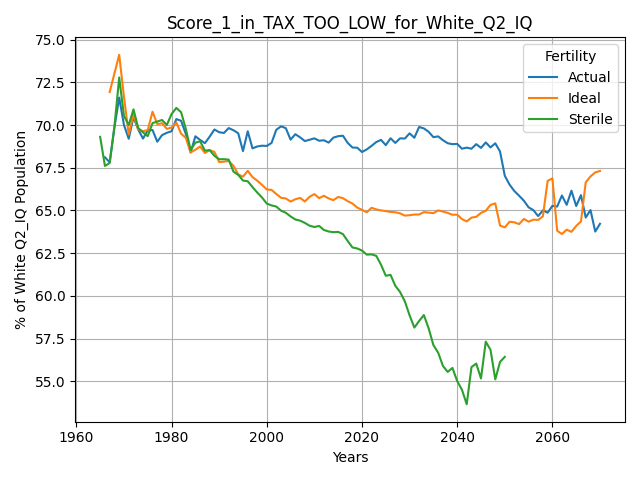 Score_1_in_TAX_TOO_LOW_for_White_Q2_IQ
% of White Q2_IQ Population
75.0
72.5
70.0
67.5
65.0
62.5
60.0
57.5
55.0
Fertility
Actual
Ideal
Sterile
1960 1980 2000 2020 2040 2060
Years